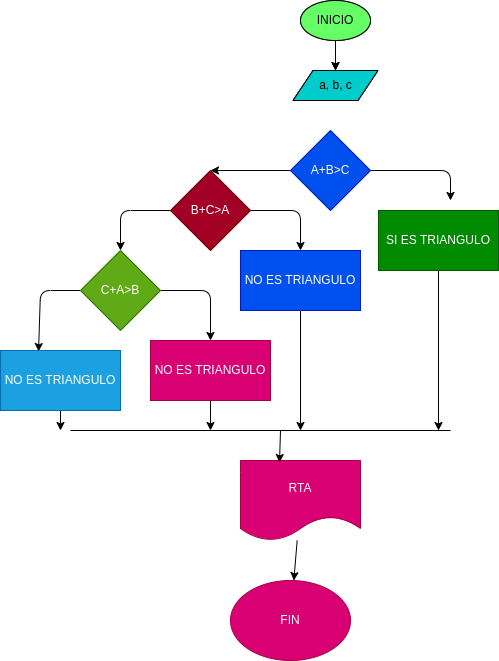 INICIO
a, b, c
A+B>C
B+C>A
SI ES TRIANGULO
NO ES TRIANGULO
C+A>B
NO ES TRIANGULO
NO ES TRIANGULO
RTA
FIN